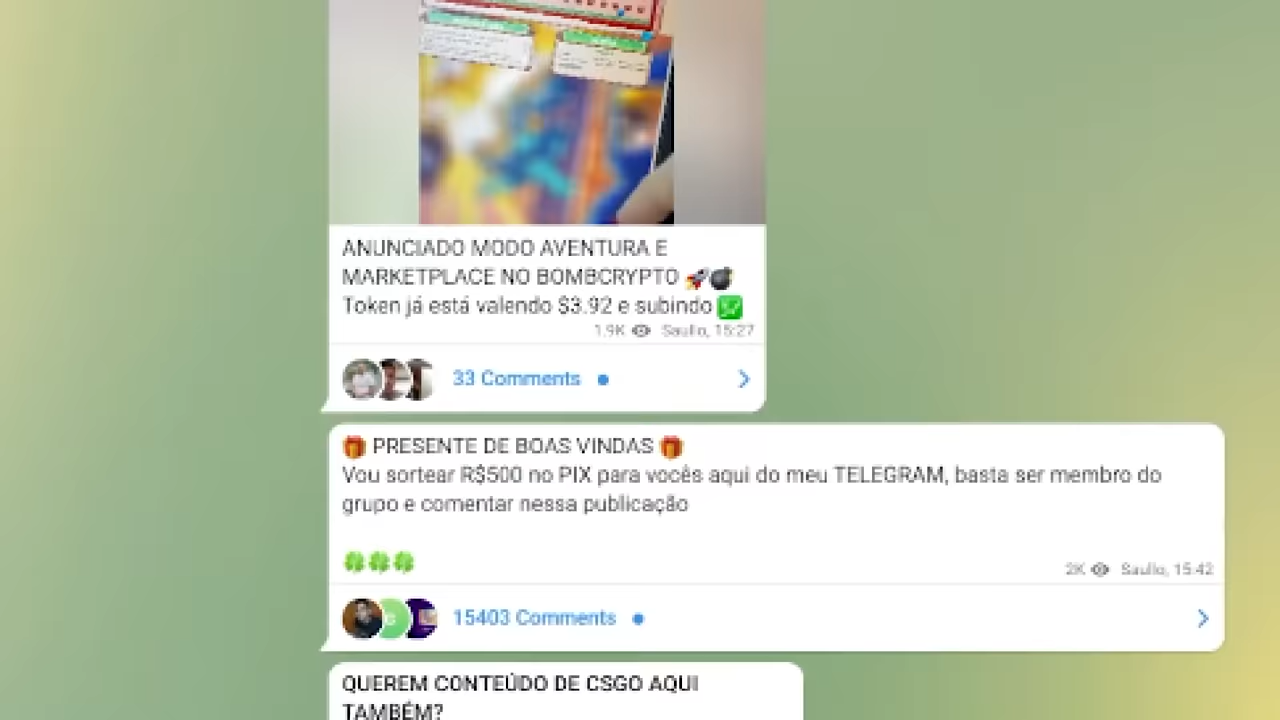 ANUNCIADO MODO AVENTURA E
MARKETPLACE NO BOMBCRYPTO 🚀💣
Token já está valendo $3.92 e subindo ✅
1.9K Saullo, 15:27
33 Comments
🎁 PRESENTE DE BOAS VINDAS 🎁
Vou sortear R$500 no PIX para vocês aqui do meu TELEGRAM, basta ser membro do
grupo e comentar nessa publicação
🍀🍀🍀
2K Saullo, 15:42
15403 Comments
QUEREM CONTEÚDO DE CSGO AQUI
TAMBÉM?